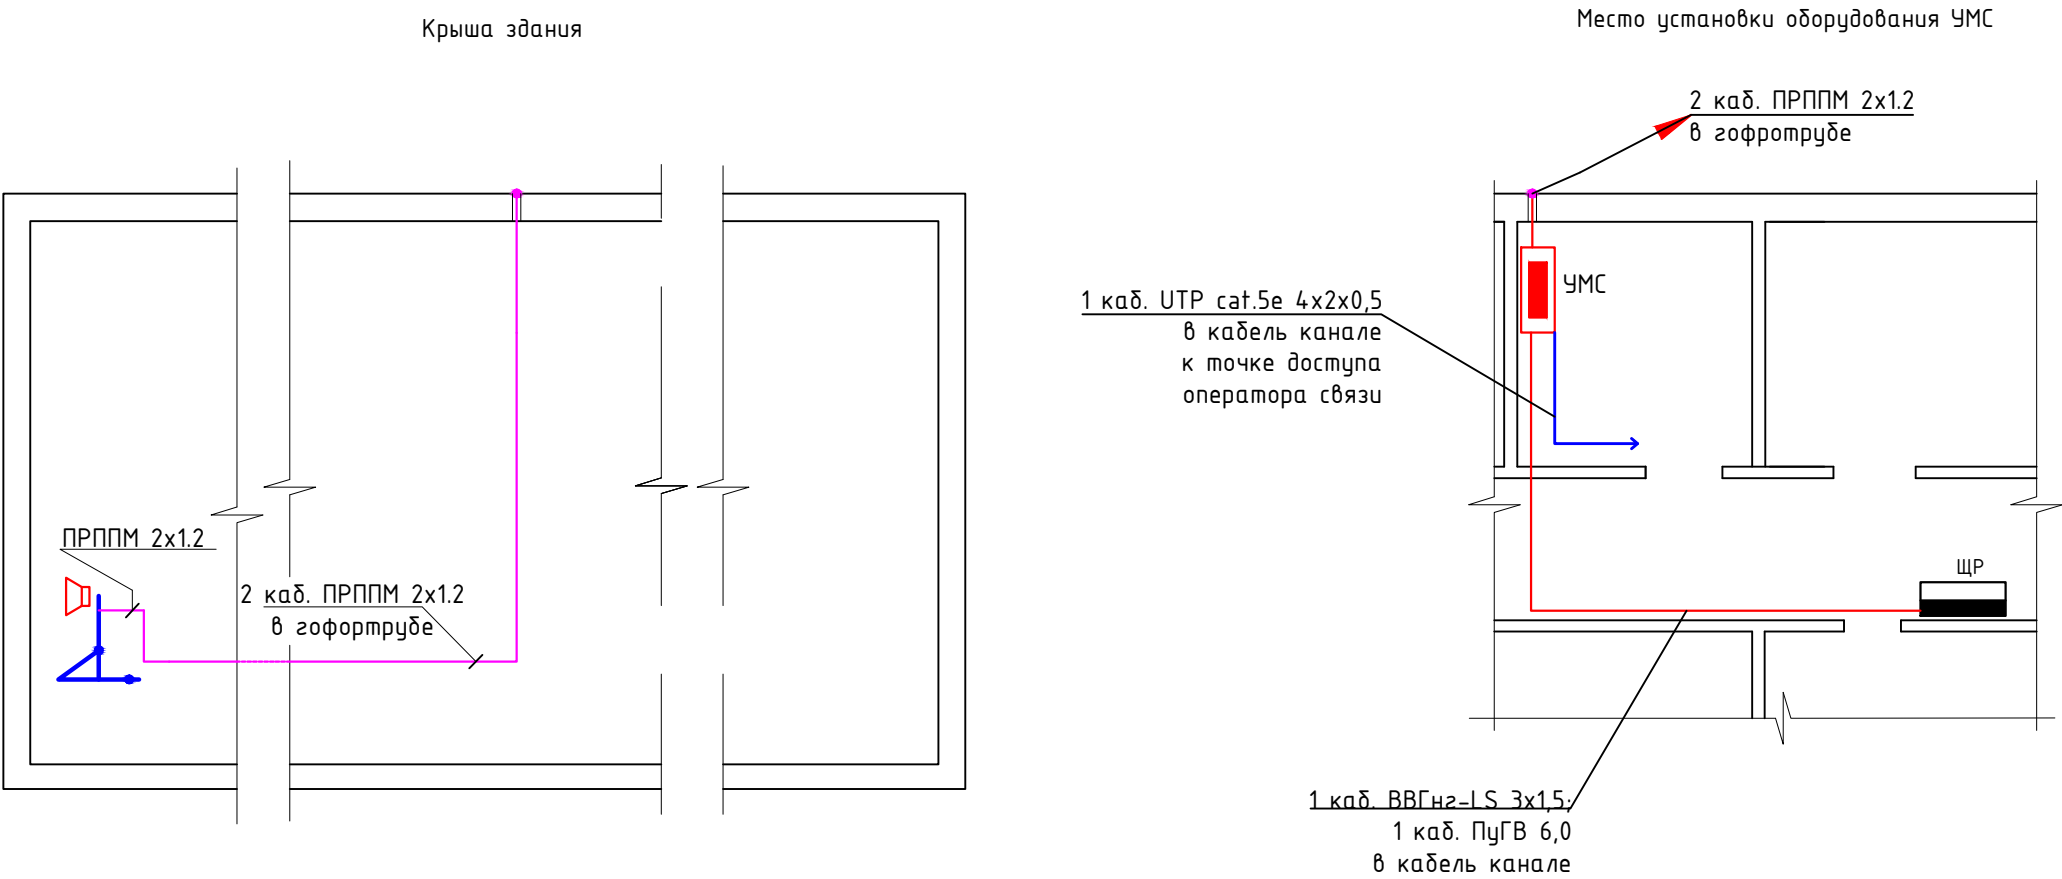 Крыша здания
ПРППМ 2х1.2
2 каб. ПРППМ 2х1.2
в гофортрубе
Место установки оборудования УМС
2 каб. ПРППМ 2х1.2
в гофротрубе
УМС
1 каб. UTP cat.5e 4х2х0,5
в кабель канале
к точке доступа
оператора связи
ЩР
1 каб. ВВГнг-LS 3х1,5;
1 каб. ПуГВ 6,0
в кабель канале